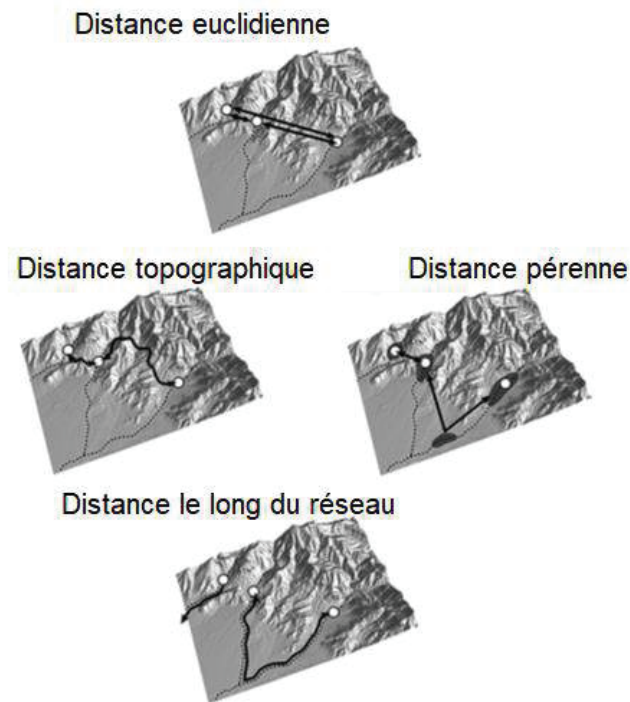 Distance euclidienne
Distance topographique
Distance pérenne
Distance le long du réseau